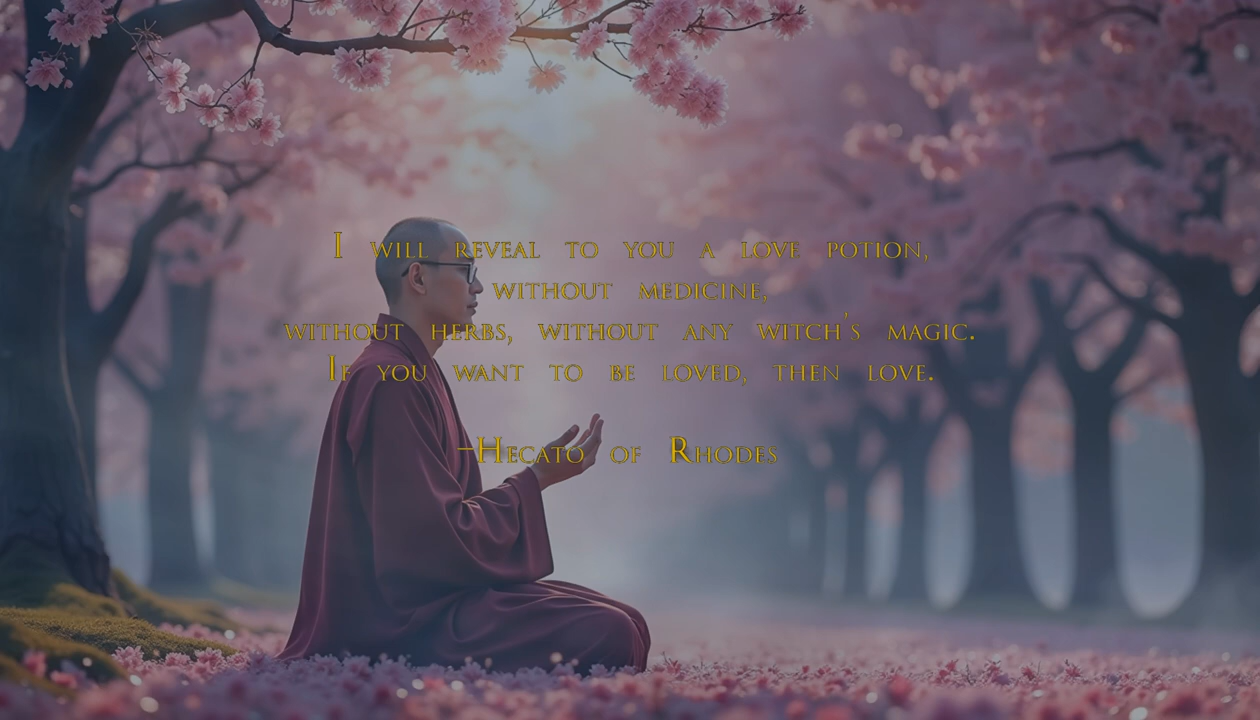 I will reveal to you a love potion,
without medicine,
without herbs, without any witch's magic.
If you want to be loved, then love.
–Hecato of Rhodes